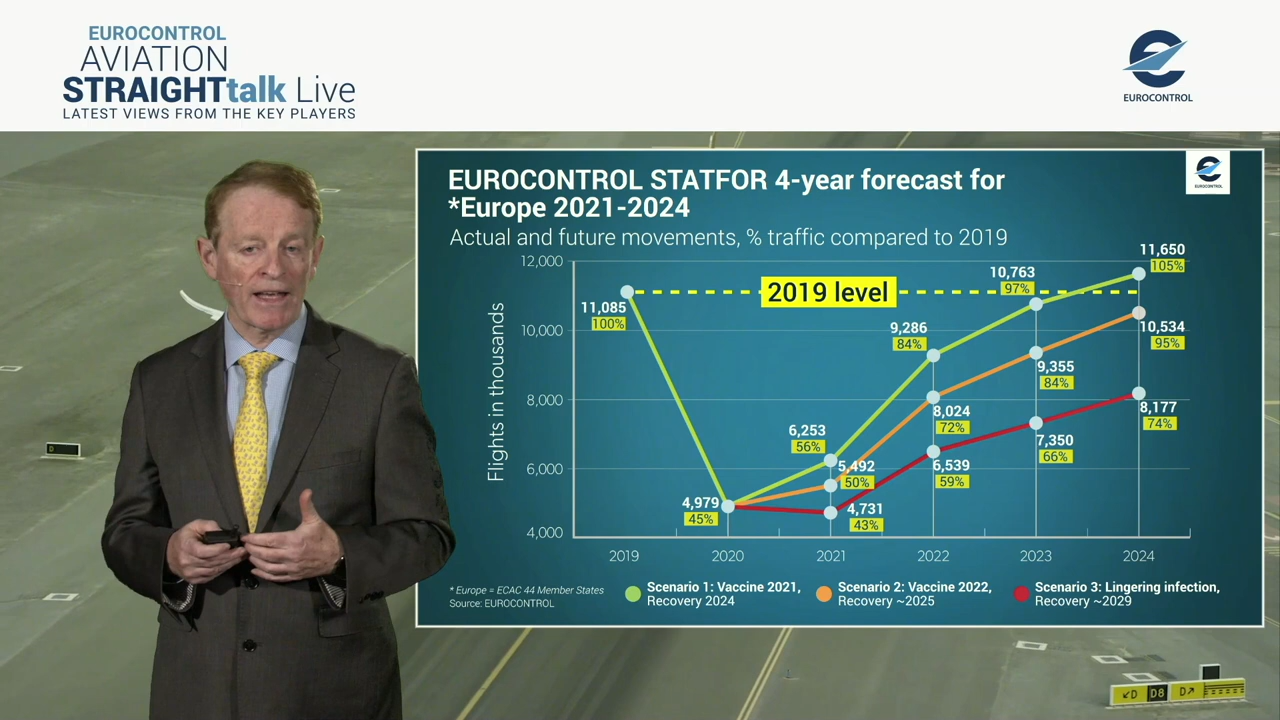 EUROCONTROL
AVIATION
STRAIGHTtalk Live
LATEST VIEWS FROM THE KEY PLAYERS
EUROCONTROL
EUROCONTROL STATFOR 4-year forecast for
*Europe 2021-2024
EUROCONTROL
Actual and future movements, % traffic compared to 2019
Flights in thousands
12,000
10,000
8,000
6,000
4,000
2019 level
11,085
100%
4,979
45%
6,253
56%
5,492
50%
4,731
43%
9,286
84%
8,024
72%
6,539
59%
10,763
97%
9,355
84%
7,350
66%
11,650
105%
10,534
95%
8,177
74%
2019 2020 2021 2022 2023 2024
* Europe = ECAC 44 Member States
Source: EUROCONTROL
Scenario 1: Vaccine 2021,
Recovery 2024
Scenario 2: Vaccine 2022,
Recovery ~2025
Scenario 3: Lingering infection,
Recovery ~2029
D
↙D D8 D↗